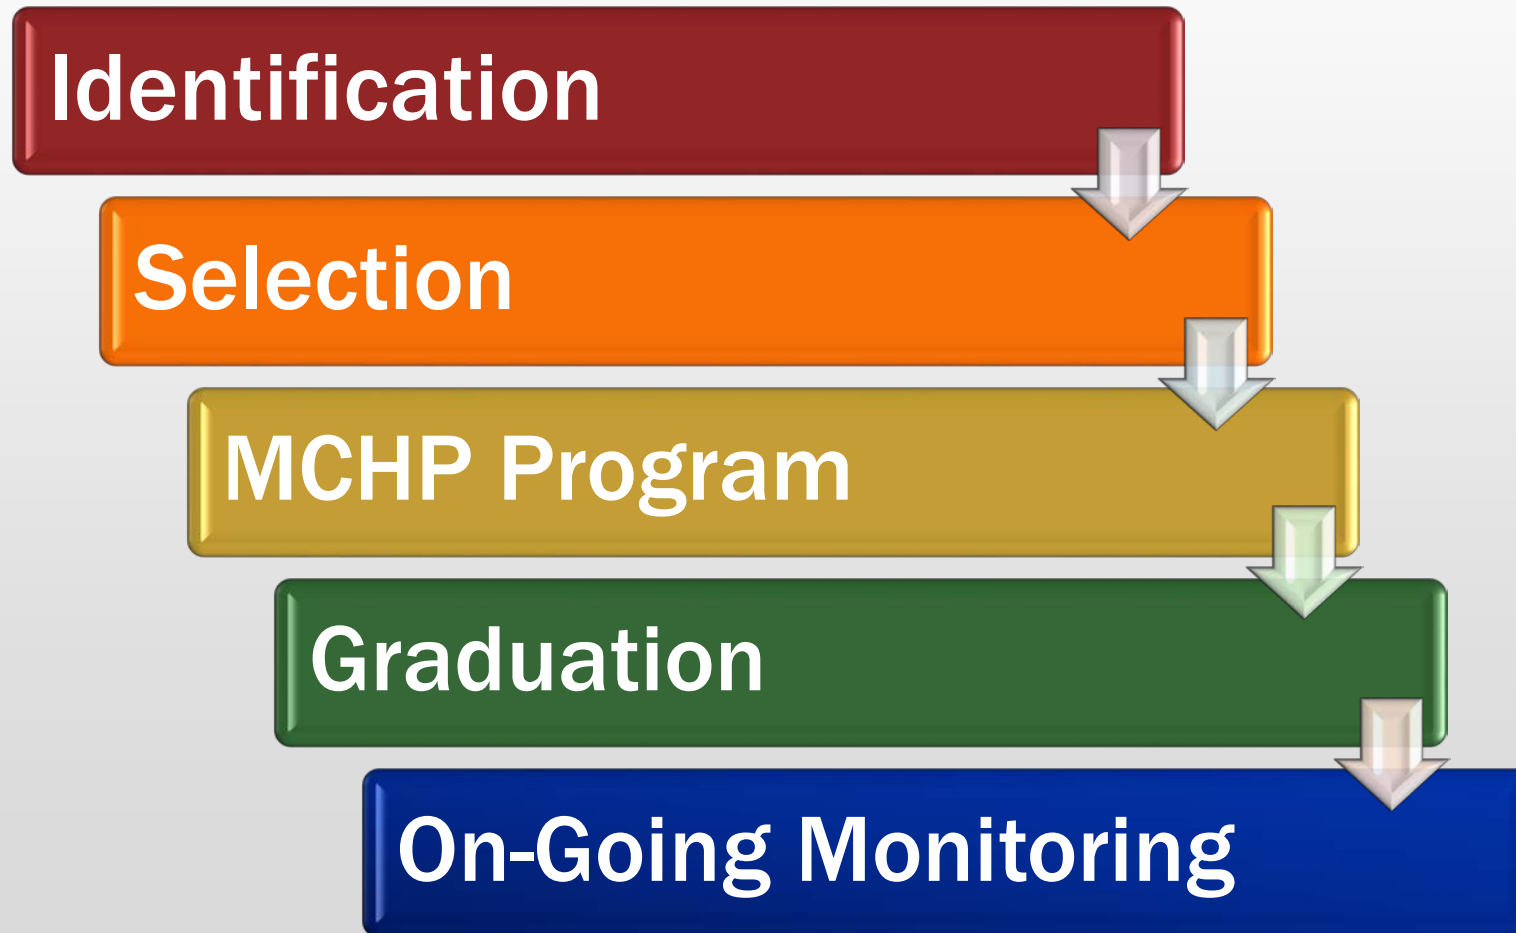 Identification
Selection
MCHP Program
Graduation
On-Going Monitoring